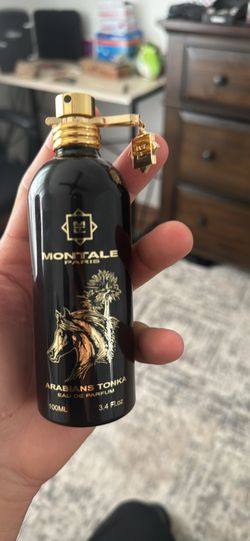 MONTALE
PARIS
ARABIANS TONKA
EAU DE PARFUM
100ML 3.4 Fl.oz